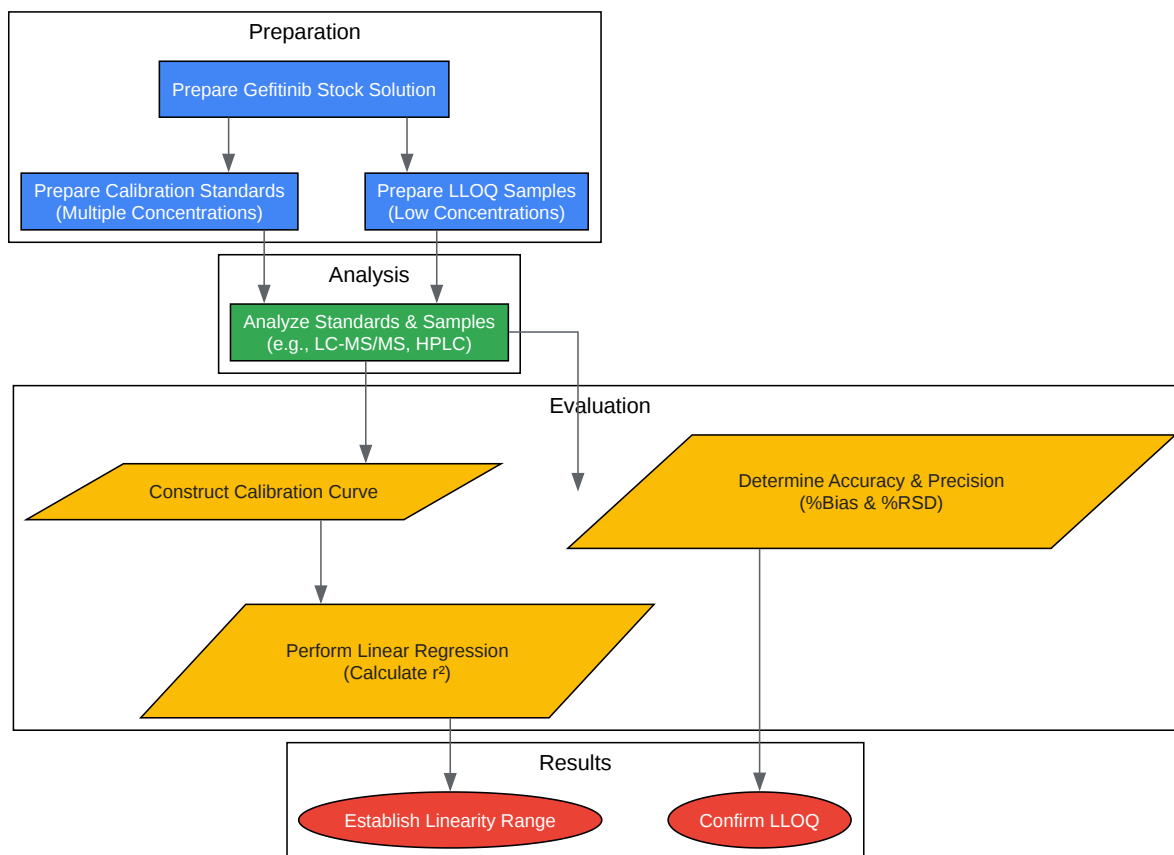 Preparation
Prepare Gefitinib Stock Solution
Prepare Calibration Standards
(Multiple Concentrations)
Prepare LLOQ Samples
(Low Concentrations)
Analysis
Analyze Standards & Samples
(e.g., LC-MS/MS, HPLC)
Evaluation
Construct Calibration Curve
Determine Accuracy & Precision
(%Bias & %RSD)
Perform Linear Regression
(Calculate r²)
Results
Establish Linearity Range
Confirm LLOQ